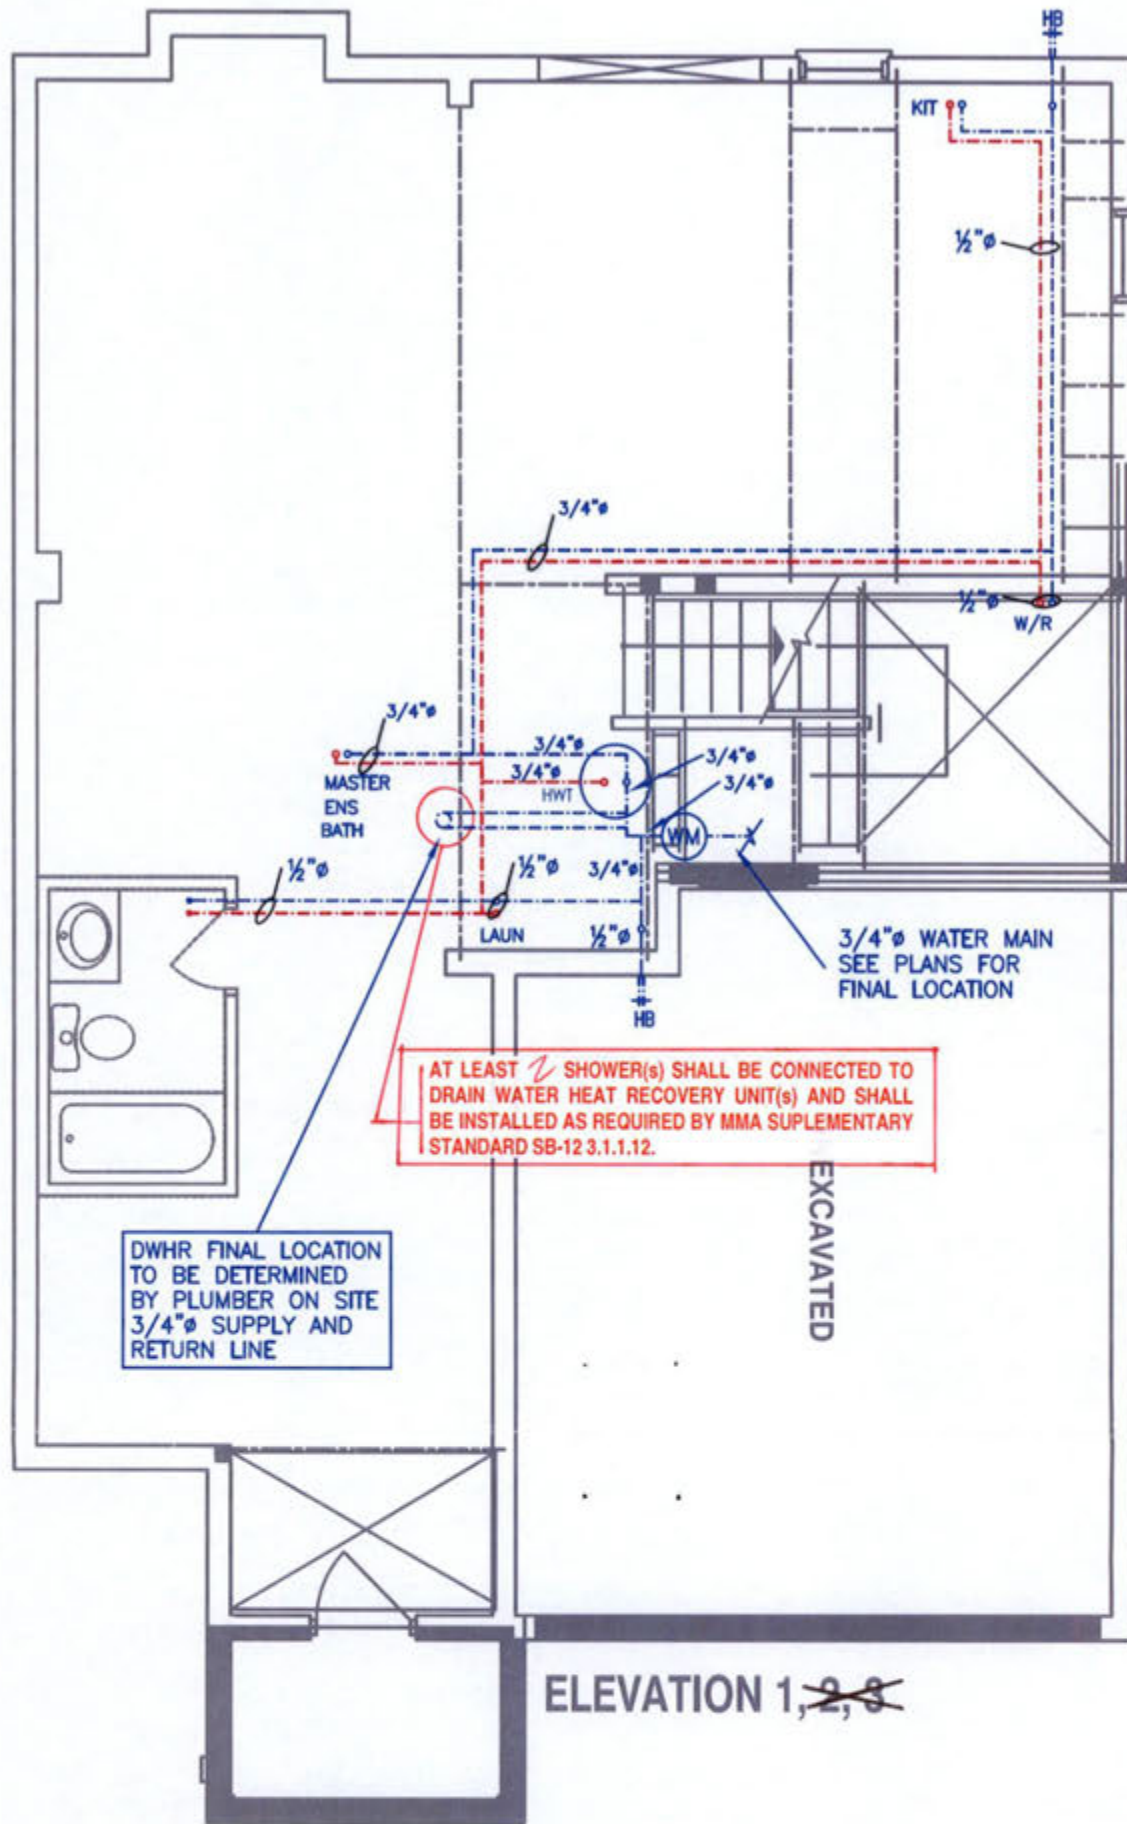 HB
KIT
½"ø
3/4"ø
½"ø
W/R
3/4"ø
3/4"ø
3/4"ø
3/4"ø
3/4"ø
MASTER
ENS
BATH
HWT
WM
½"ø
½"ø
3/4"ø
LAUN
½"ø
HB
3/4"ø WATER MAIN
SEE PLANS FOR
FINAL LOCATION
AT LEAST 2 SHOWER(s) SHALL BE CONNECTED TO
DRAIN WATER HEAT RECOVERY UNIT(s) AND SHALL
BE INSTALLED AS REQUIRED BY MMA SUPLEMENTARY
STANDARD SB-12 3.1.1.12.
EXCAVATED
DWHR FINAL LOCATION
TO BE DETERMINED
BY PLUMBER ON SITE
3/4"ø SUPPLY AND
RETURN LINE
ELEVATION 1, 2, 3